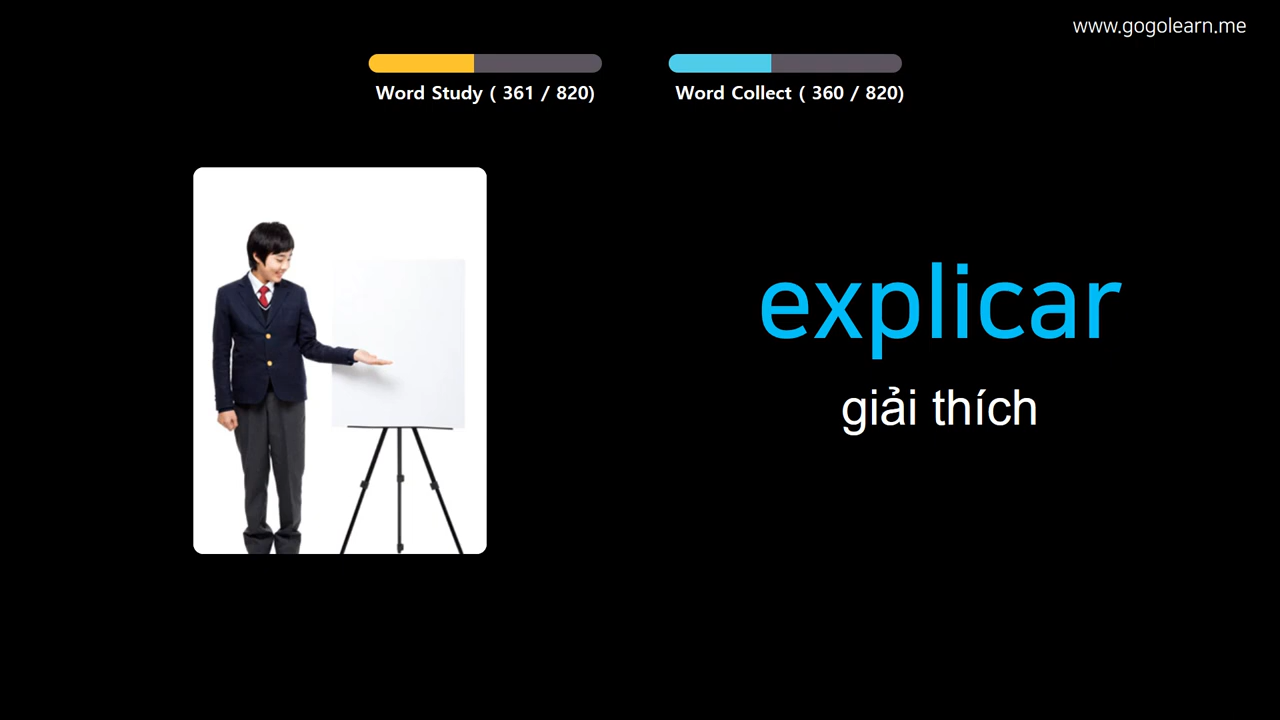 www.gogolearn.me
Word Study ( 361 / 820)
Word Collect ( 360 / 820)
explicar
giải thích